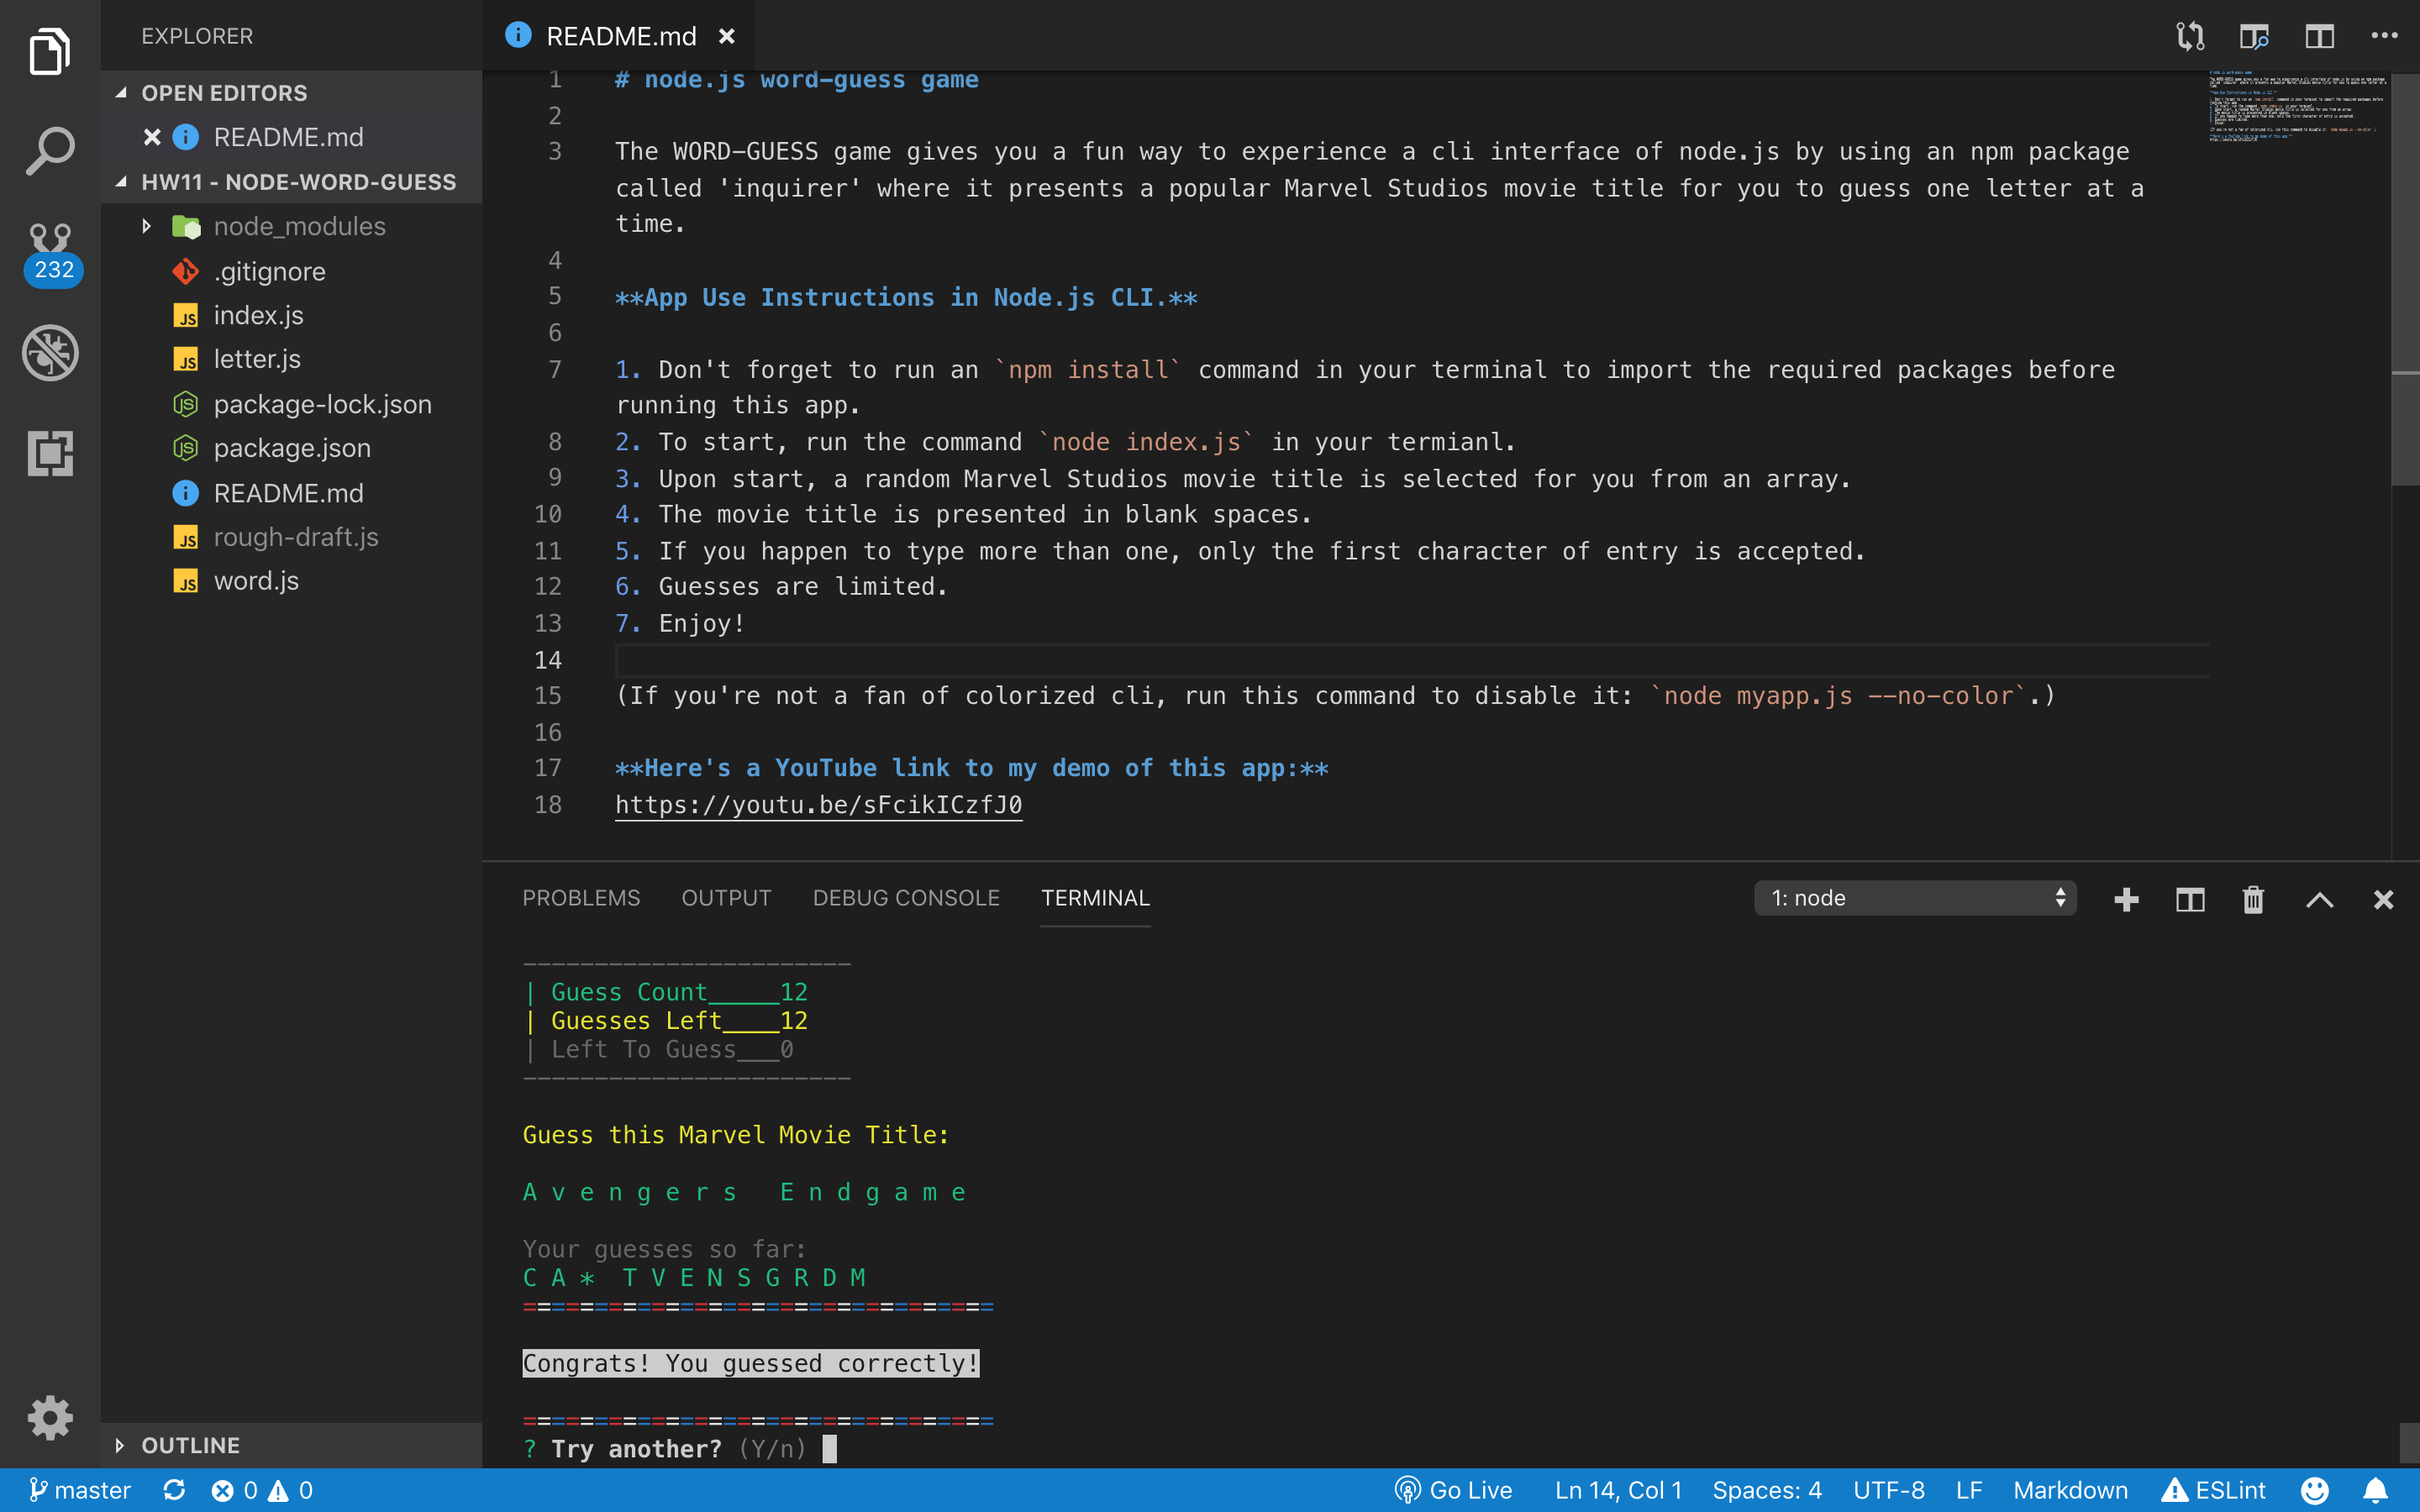 EXPLORER
OPEN EDITORS
README.md
HW11 - NODE-WORD-GUESS
node_modules
.gitignore
index.js
letter.js
package-lock.json
package.json
README.md
rough-draft.js
word.js
OUTLINE
232
README.md
1 # node.js word-guess game
2
3 The WORD-GUESS game gives you a fun way to experience a cli interface of node.js by using an npm package
called 'inquirer' where it presents a popular Marvel Studios movie title for you to guess one letter at a
time.
4
5 **App Use Instructions in Node.js CLI.**
6
7 1. Don't forget to run an `npm install` command in your terminal to import the required packages before
running this app.
8 2. To start, run the command `node index.js` in your termianl.
9 3. Upon start, a random Marvel Studios movie title is selected for you from an array.
10 4. The movie title is presented in blank spaces.
11 5. If you happen to type more than one, only the first character of entry is accepted.
12 6. Guesses are limited.
13 7. Enjoy!
14
15 (If you're not a fan of colorized cli, run this command to disable it: `node myapp.js --no-color`.)
16
17 **Here's a YouTube link to my demo of this app:**
18 https://youtu.be/sFcikICzfJ0
PROBLEMS OUTPUT DEBUG CONSOLE TERMINAL 1: node
-----------------------
| Guess Count_____12
| Guesses Left____12
| Left To Guess___0
-----------------------
Guess this Marvel Movie Title:
A v e n g e r s   E n d g a m e
Your guesses so far:
C A *  T V E N S G R D M
=================================
Congrats! You guessed correctly!
=================================
? Try another? (Y/n)
master 0 0 Go Live Ln 14, Col 1 Spaces: 4 UTF-8 LF Markdown ESLint